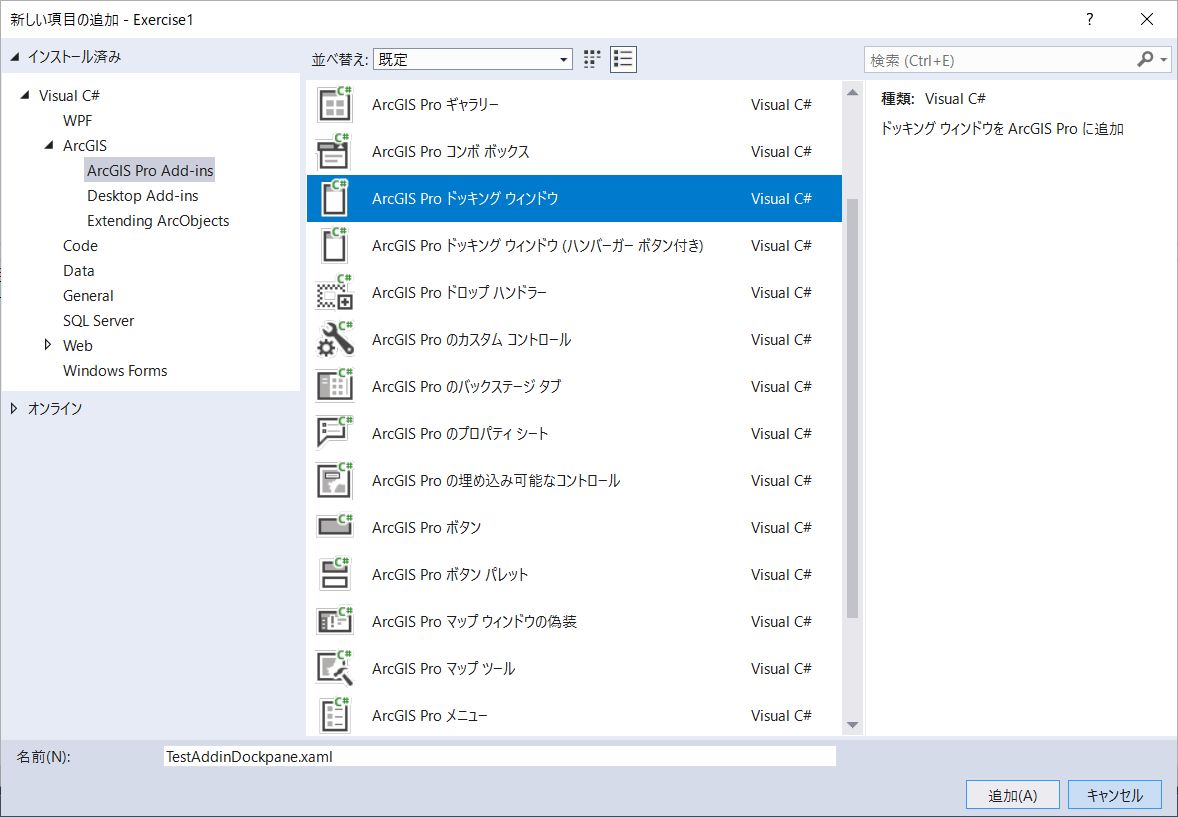 新しい項目の追加 - Exercise1 ?
インストール済み
並べ替え: 既定
検索 (Ctrl+E)
Visual C#
WPF
ArcGIS
ArcGIS Pro Add-ins
Desktop Add-ins
Extending ArcObjects
Code
Data
General
SQL Server
Web
Windows Forms
オンライン
C# ArcGIS Pro ギャラリー Visual C#
C# ArcGIS Pro コンボ ボックス Visual C#
C# ArcGIS Pro ドッキング ウィンドウ Visual C#
C# ArcGIS Pro ドッキング ウィンドウ (ハンバーガー ボタン付き) Visual C#
C# ArcGIS Pro ドロップ ハンドラー Visual C#
C# ArcGIS Pro のカスタム コントロール Visual C#
C# ArcGIS Pro のバックステージ タブ Visual C#
C# ArcGIS Pro のプロパティ シート Visual C#
C# ArcGIS Pro の埋め込み可能なコントロール Visual C#
C# ArcGIS Pro ボタン Visual C#
C# ArcGIS Pro ボタン パレット Visual C#
C# ArcGIS Pro マップ ウィンドウの偽装 Visual C#
C# ArcGIS Pro マップ ツール Visual C#
C# ArcGIS Pro メニュー Visual C#
種類: Visual C#
ドッキング ウィンドウを ArcGIS Pro に追加
名前(N): TestAddinDockpane.xaml
追加(A) キャンセル